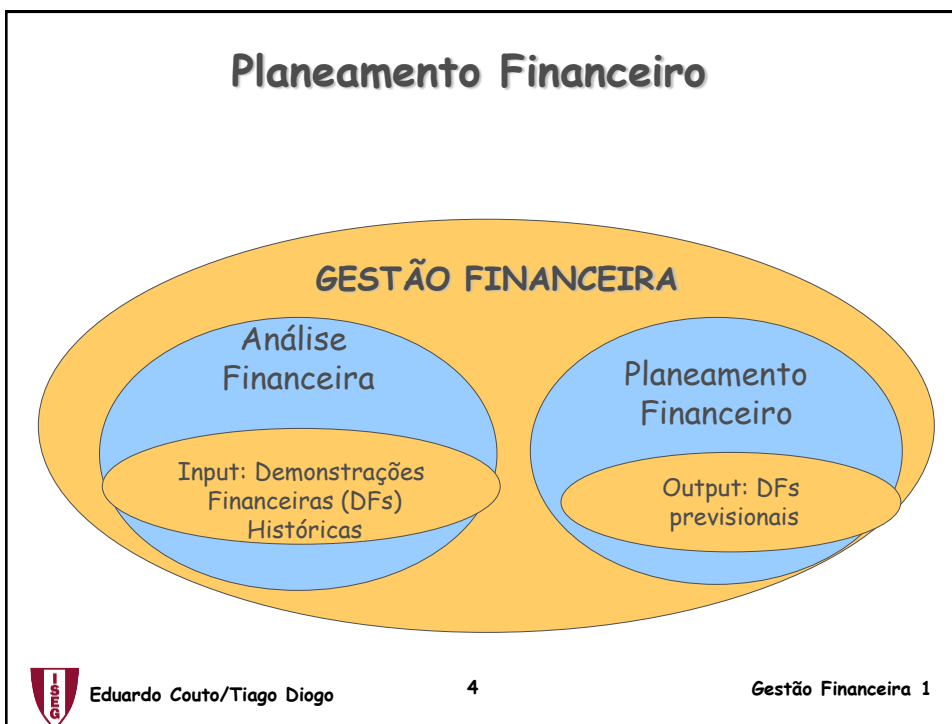 Planeamento Financeiro
GESTÃO FINANCEIRA
Análise
Financeira
Input: Demonstrações
Financeiras (DFs)
Históricas
Planeamento
Financeiro
Output: DFs
previsionais
ISEG
Eduardo Couto/Tiago Diogo
4
Gestão Financeira 1